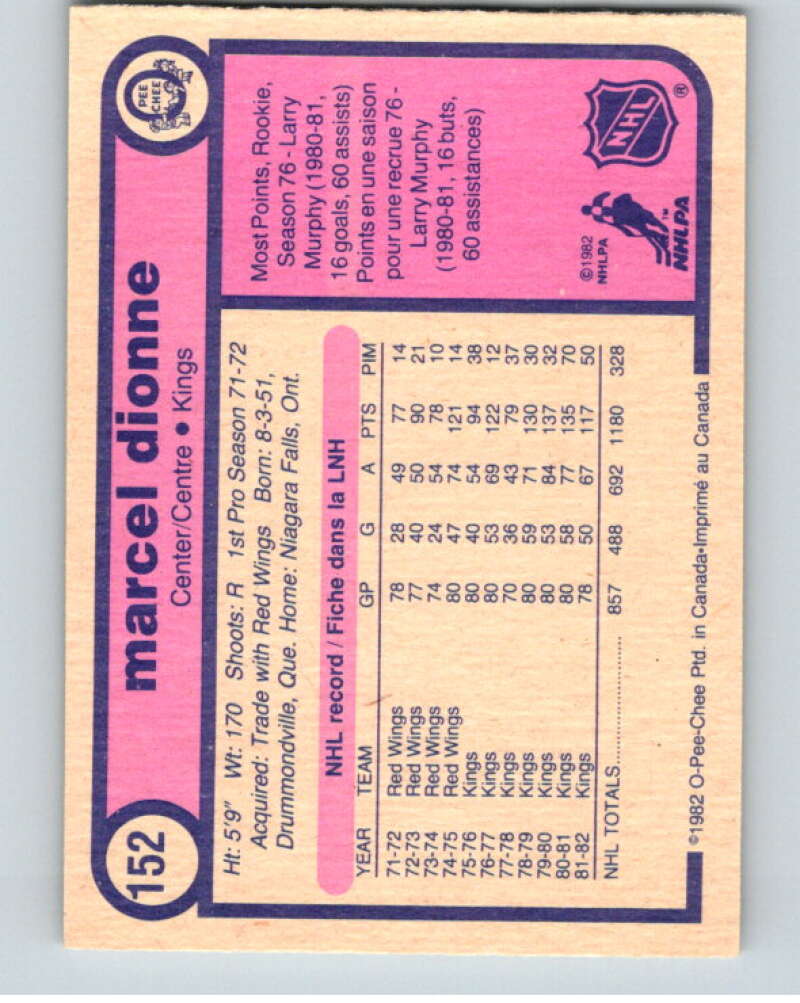 152
marcel dionne
Center/Centre • Kings
O PEE CHEE
Ht: 5'9" Wt: 170 Shoots: R 1st Pro Season 71-72
Acquired: Trade with Red Wings Born: 8-3-51,
Drummondville, Que. Home: Niagara Falls, Ont.
NHL record / Fiche dans la LNH
YEAR TEAM GP G A PTS PIM
71-72 Red Wings 78 28 49 77 14
72-73 Red Wings 77 40 50 90 21
73-74 Red Wings 74 24 54 78 10
74-75 Red Wings 80 47 74 121 14
75-76 Kings 80 40 54 94 38
76-77 Kings 80 53 69 122 12
77-78 Kings 70 36 43 79 37
78-79 Kings 80 59 71 130 30
79-80 Kings 80 53 84 137 32
80-81 Kings 80 58 77 135 70
81-82 Kings 78 50 67 117 50
NHL TOTALS.................... 857 488 692 1180 328
Most Points, Rookie,
Season 76 - Larry
Murphy (1980-81,
16 goals, 60 assists)
Points en une saison
pour une recrue 76 -
Larry Murphy
(1980-81, 16 buts,
60 assistances)
©1982
NHLPA
NHL ®
NHLPA ™
©1982 O-Pee-Chee Ptd. in Canada•Imprimé au Canada